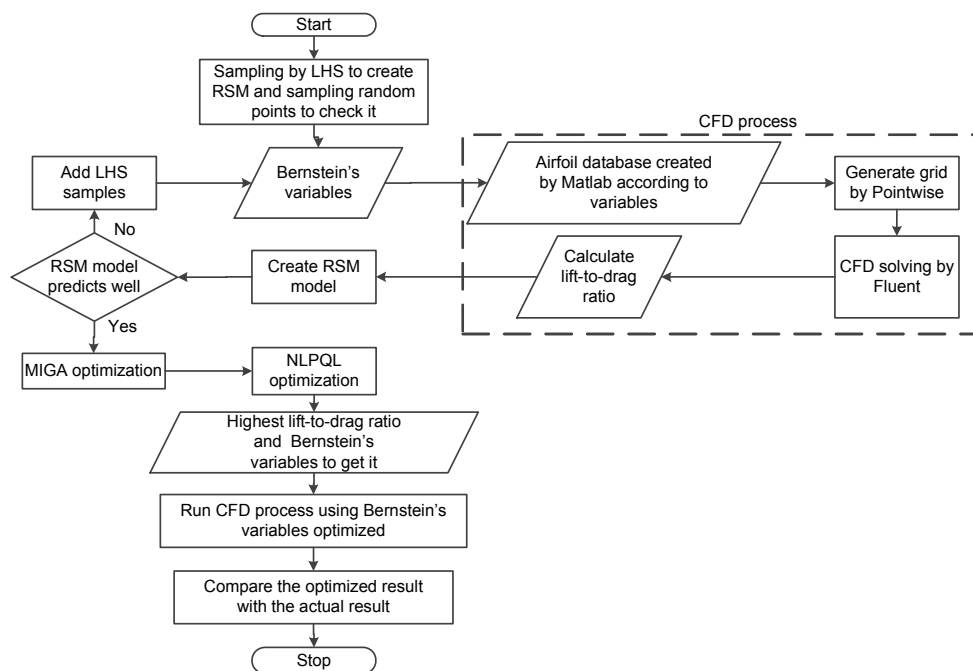 Start
Sampling by LHS to create
RSM and sampling random
points to check it
CFD process
Add LHS
samples
Bernstein's
variables
Airfoil database created
by Matlab according to
variables
Generate grid
by Pointwise
No
RSM model
predicts well
Create RSM
model
Calculate
lift-to-drag
ratio
CFD solving by
Fluent
Yes
MIGA optimization
NLPQL
optimization
Highest lift-to-drag ratio
and Bernstein's
variables to get it
Run CFD process using Bernstein's
variables optimized
Compare the optimized result
with the actual result
Stop